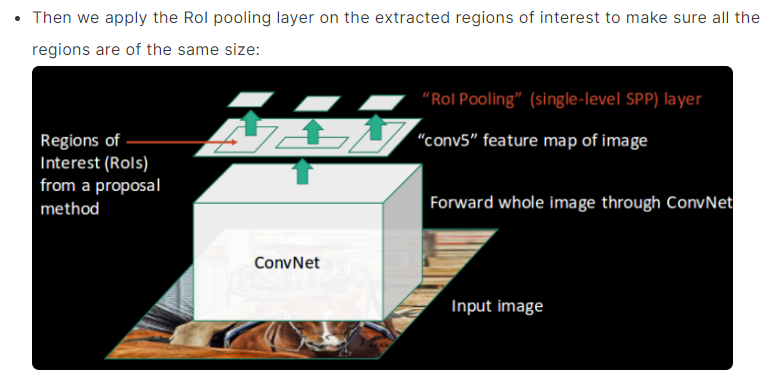 Then we apply the RoI pooling layer on the extracted regions of interest to make sure all the
regions are of the same size:
"RoI Pooling" (single-level SPP) layer
Regions of
Interest (RoIs)
from a proposal
method
"conv5" feature map of image
Forward whole image through ConvNet
ConvNet
Input image